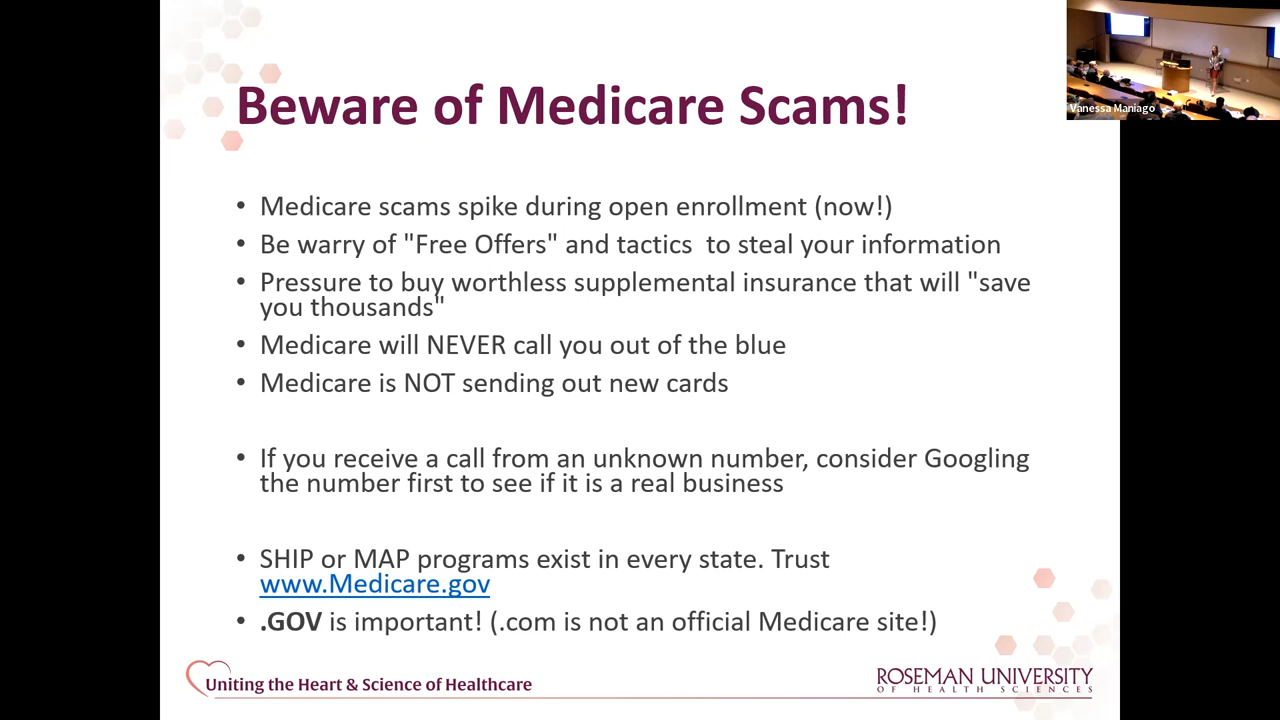 Beware of Medicare Scams!
Vanessa Maniago
• Medicare scams spike during open enrollment (now!)
• Be warry of "Free Offers" and tactics  to steal your information
• Pressure to buy worthless supplemental insurance that will "save
you thousands"
• Medicare will NEVER call you out of the blue
• Medicare is NOT sending out new cards
• If you receive a call from an unknown number, consider Googling
the number first to see if it is a real business
• SHIP or MAP programs exist in every state. Trust
www.Medicare.gov
• .GOV is important! (.com is not an official Medicare site!)
Uniting the Heart & Science of Healthcare
ROSEMAN UNIVERSITY
OF HEALTH SCIENCES